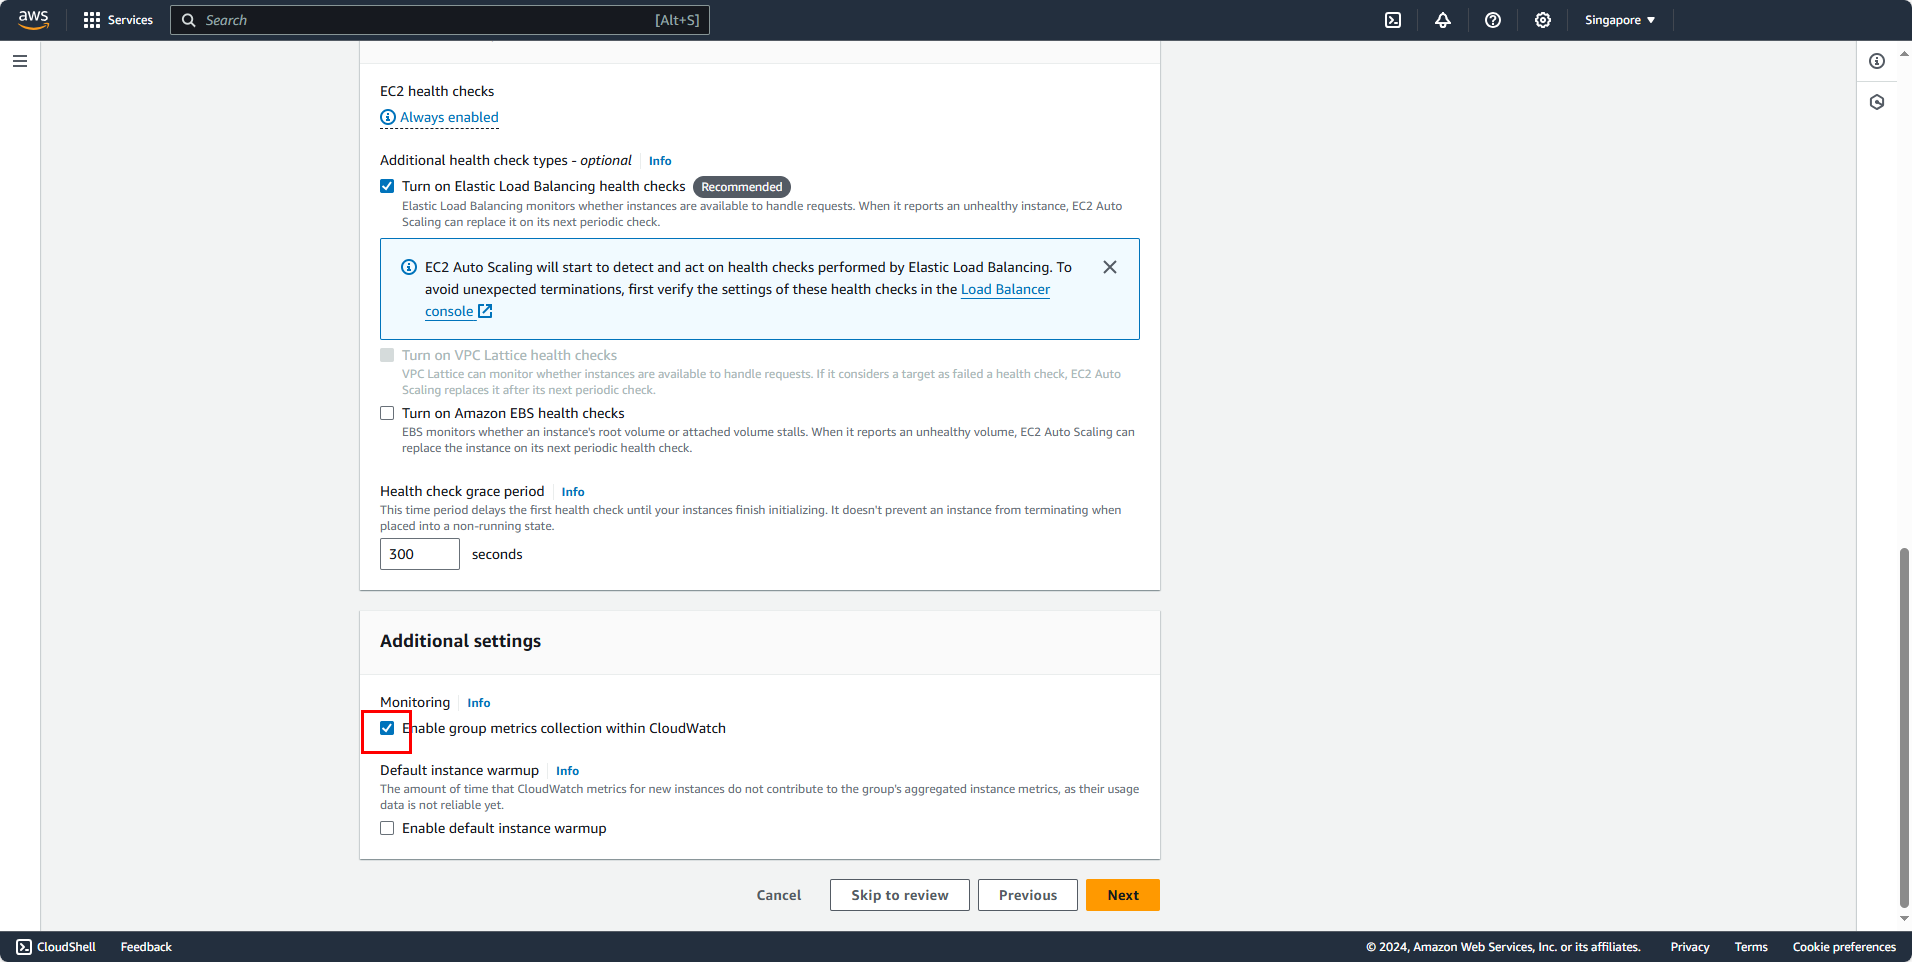 aws
Services
Search
[Alt+S]
Singapore
EC2 health checks
Always enabled
Additional health check types - optional
Info
Turn on Elastic Load Balancing health checks
Recommended
Elastic Load Balancing monitors whether instances are available to handle requests. When it reports an unhealthy instance, EC2 Auto
Scaling can replace it on its next periodic check.
EC2 Auto Scaling will start to detect and act on health checks performed by Elastic Load Balancing. To
avoid unexpected terminations, first verify the settings of these health checks in the Load Balancer
console
Turn on VPC Lattice health checks
VPC Lattice can monitor whether instances are available to handle requests. If it considers a target as failed a health check, EC2 Auto
Scaling replaces it after its next periodic check.
Turn on Amazon EBS health checks
EBS monitors whether an instance's root volume or attached volume stalls. When it reports an unhealthy volume, EC2 Auto Scaling can
replace the instance on its next periodic health check.
Health check grace period
Info
This time period delays the first health check until your instances finish initializing. It doesn't prevent an instance from terminating when
placed into a non-running state.
300
seconds
Additional settings
Monitoring
Info
Enable group metrics collection within CloudWatch
Default instance warmup
Info
The amount of time that CloudWatch metrics for new instances do not contribute to the group's aggregated instance metrics, as their usage
data is not reliable yet.
Enable default instance warmup
Cancel
Skip to review
Previous
Next
CloudShell
Feedback
© 2024, Amazon Web Services, Inc. or its affiliates.
Privacy
Terms
Cookie preferences